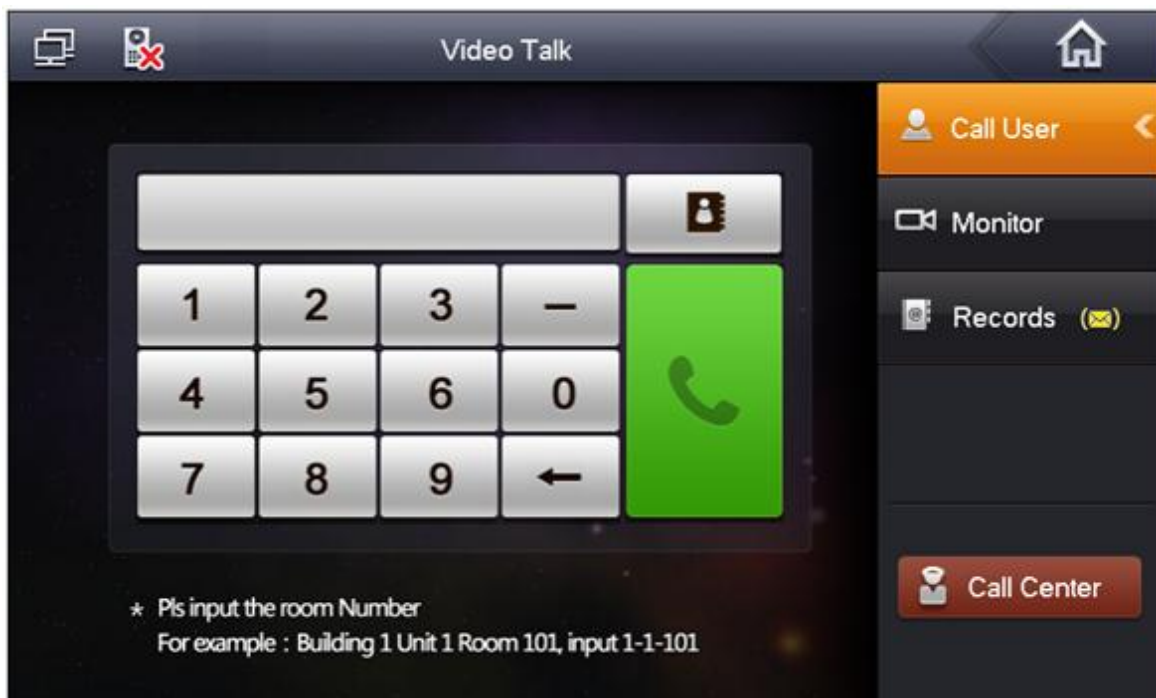 Video Talk
Call User
Monitor
Records
1 2 3 –
4 5 6 0
7 8 9 ←
* Pls input the room Number
For example : Building 1 Unit 1 Room 101, input 1-1-101
Call Center